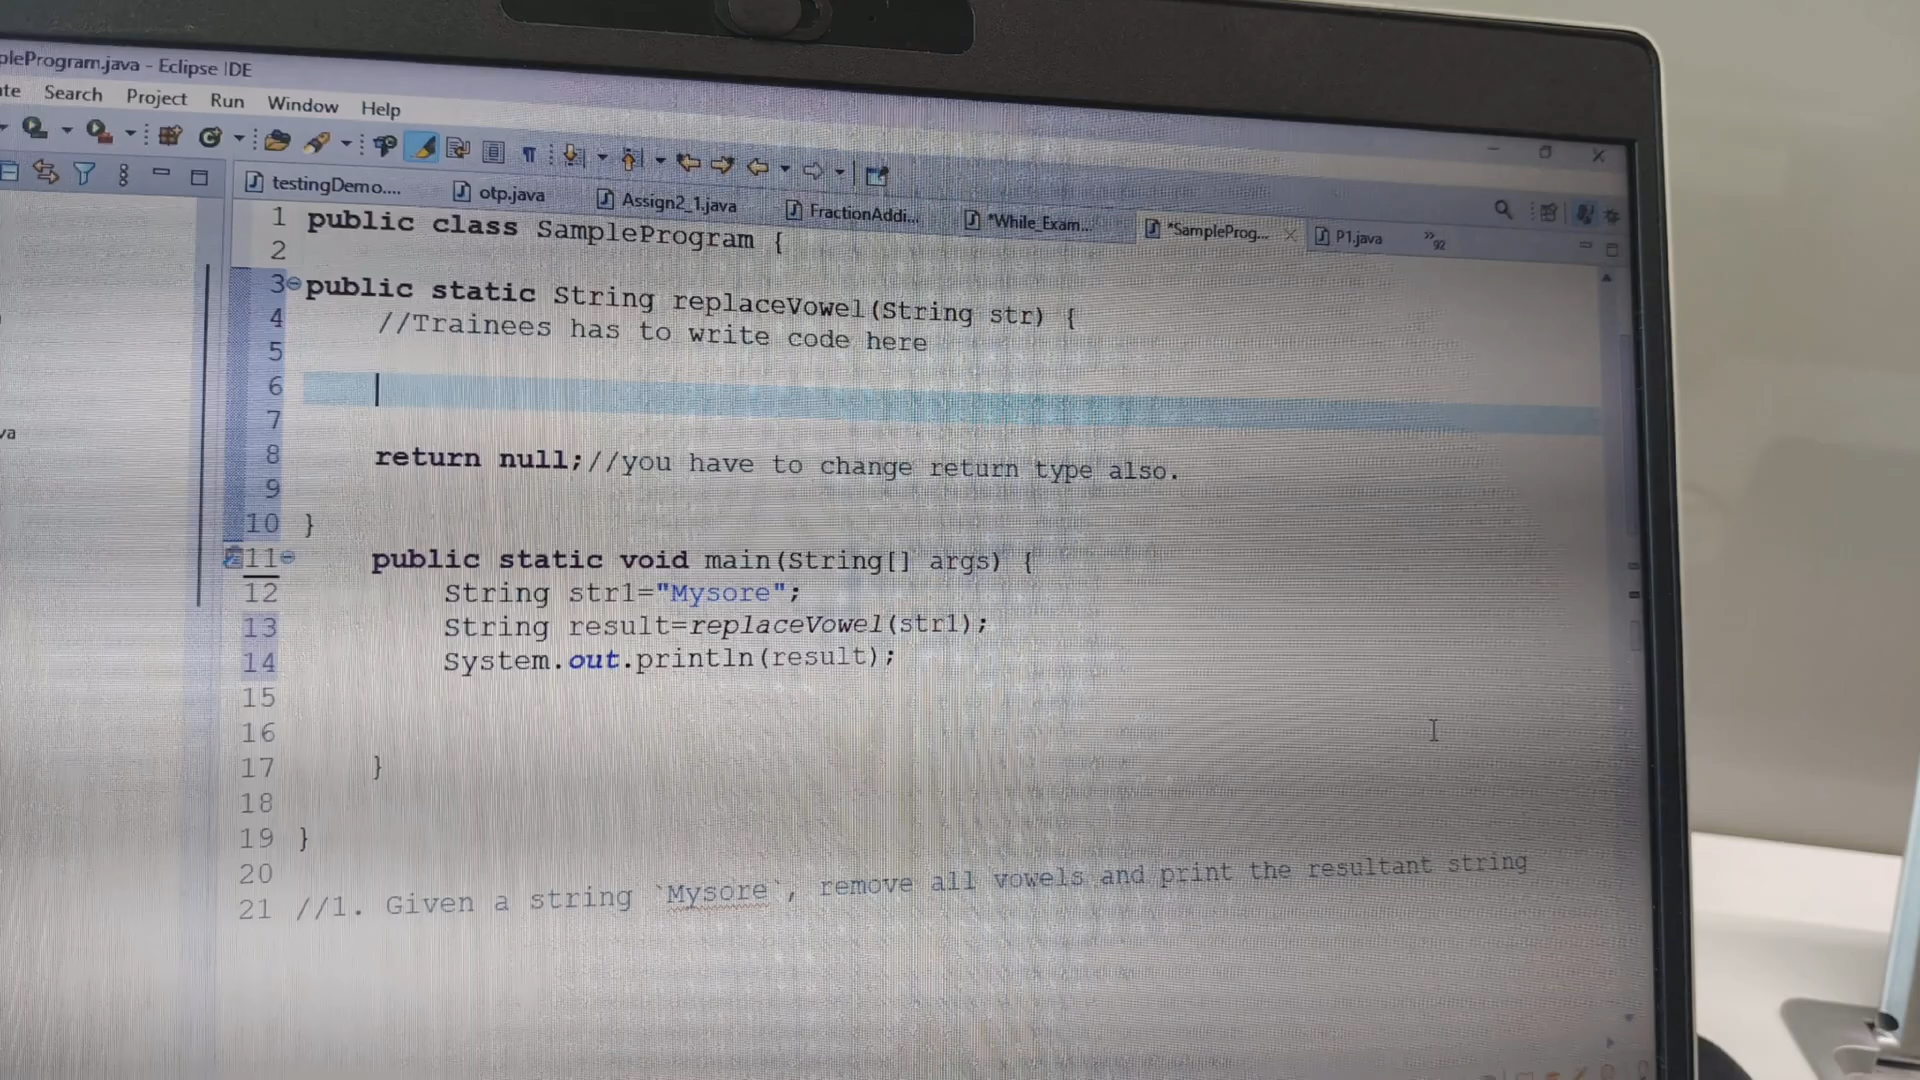 pleProgram.java - Eclipse IDE
ate Search Project Run Window Help
testingDemo.... otp.java Assign2_1.java FractionAddi... *While_Exam... *SampleProg... P1.java »92
1 public class SampleProgram {
2
3 public static String replaceVowel(String str) {
4 //Trainees has to write code here
5
6
7
8 return null;//you have to change return type also.
9
10 }
11 public static void main(String[] args) {
12 String str1="Mysore";
13 String result=replaceVowel(str1);
14 System.out.println(result);
15
16
17 }
18
19 }
20
21 //1. Given a string `Mysore`, remove all vowels and print the resultant string
va